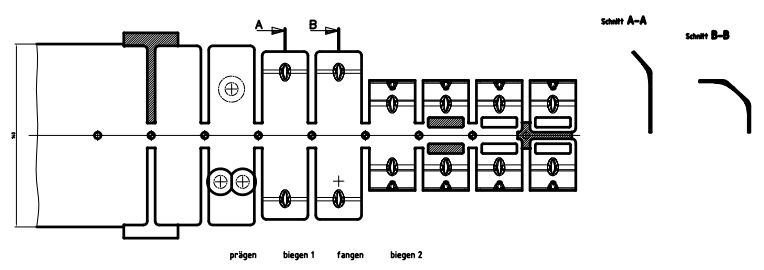 Schnitt A-A
A B
Schnitt B-B
prägen biegen 1 fangen biegen 2